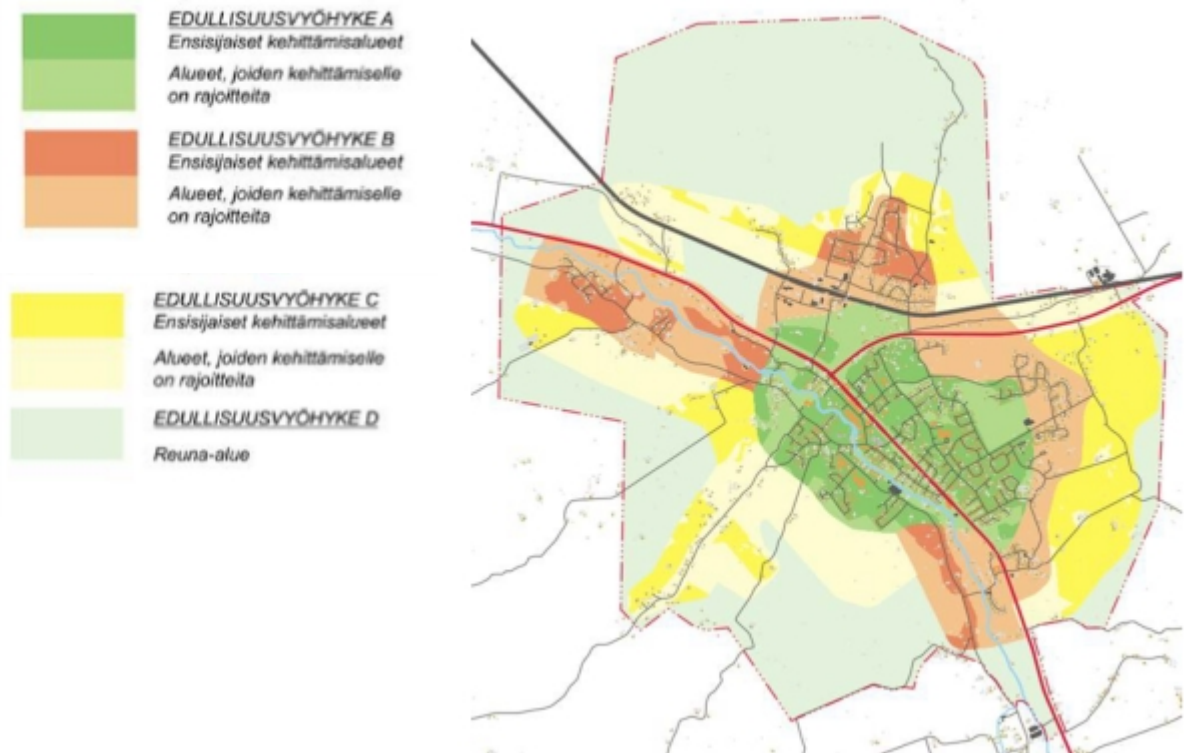 EDULLISUUSVYÖHYKE A
Ensisijaiset kehittämisalueet
Alueet, joiden kehittämiselle
on rajoitteita
EDULLISUUSVYÖHYKE B
Ensisijaiset kehittämisalueet
Alueet, joiden kehittämiselle
on rajoitteita
EDULLISUUSVYÖHYKE C
Ensisijaiset kehittämisalueet
Alueet, joiden kehittämiselle
on rajoitteita
EDULLISUUSVYÖHYKE D
Reuna-alue